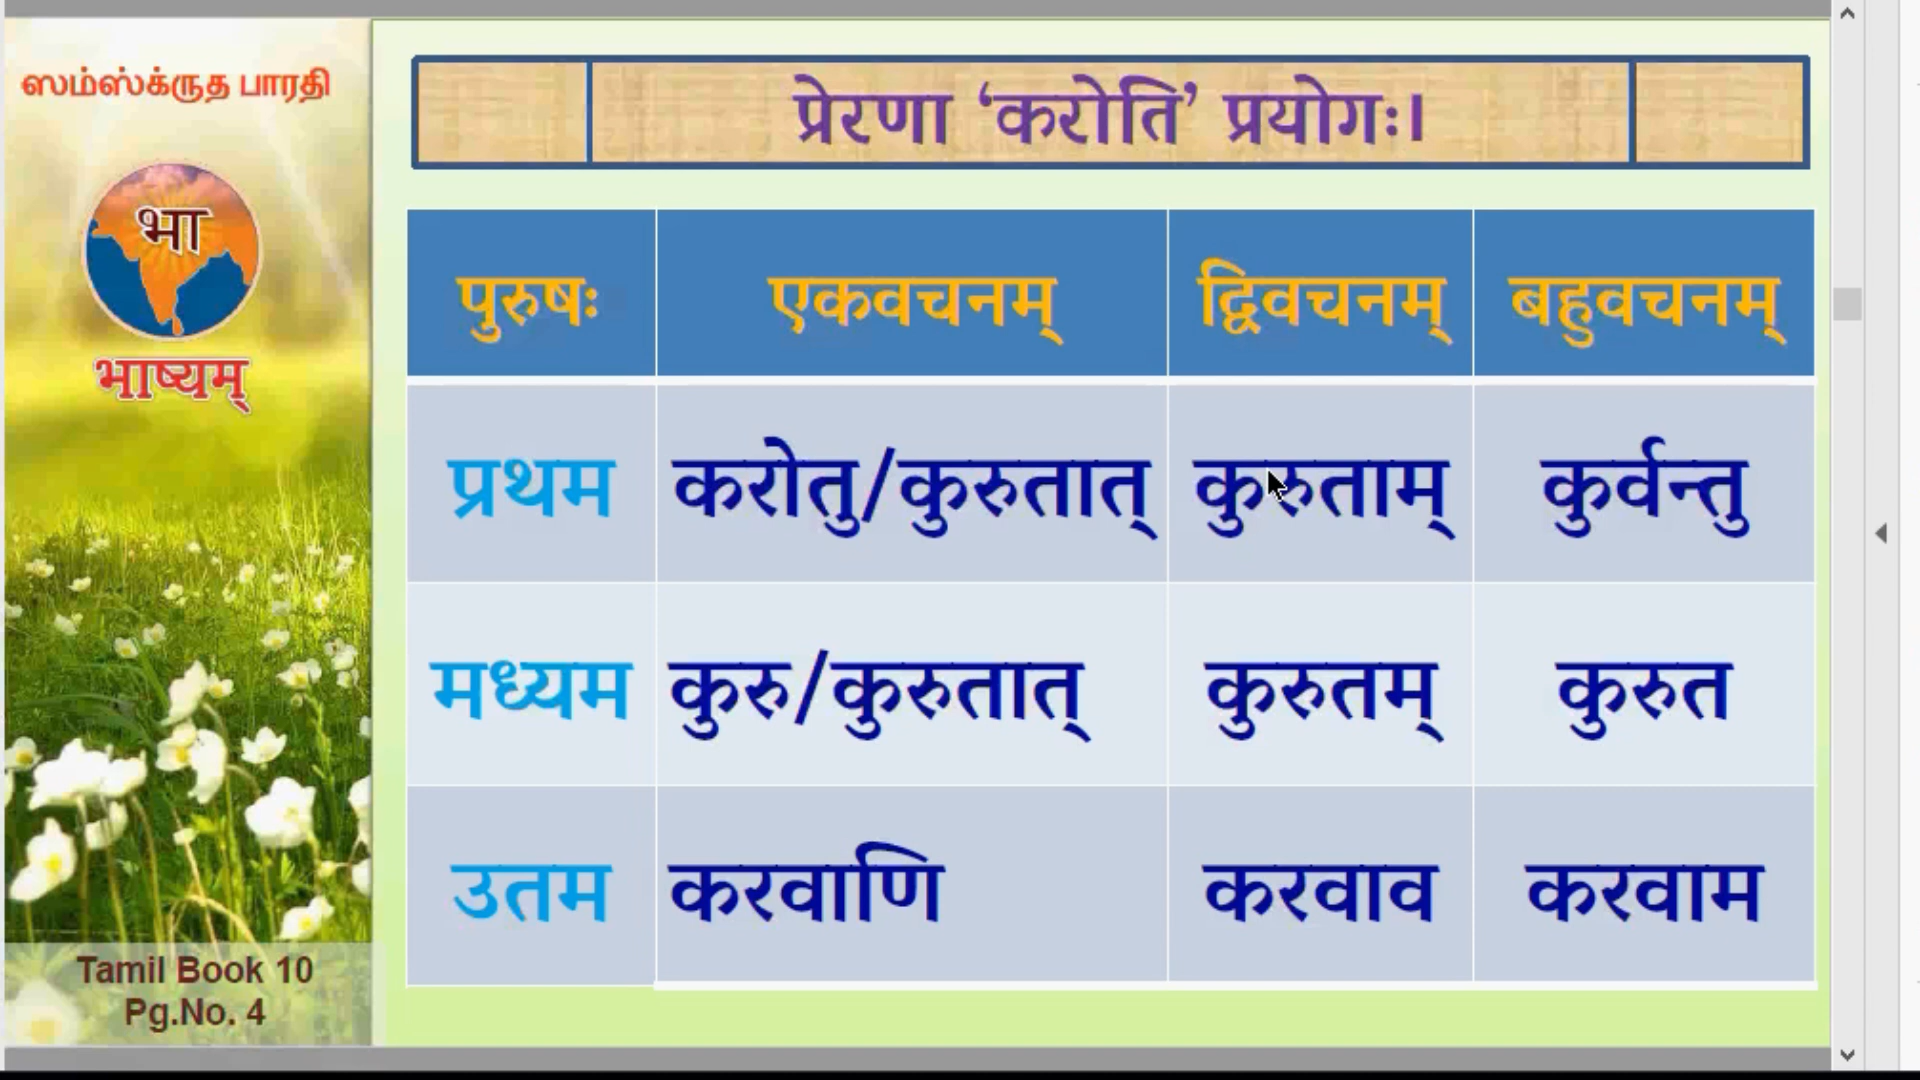 ஸம்ஸ்க்ருத பாரதி
भा
भाष्यम्
Tamil Book 10
Pg.No. 4
प्रेरणा ‘करोति’ प्रयोगः।
पुरुषः एकवचनम् द्विवचनम् बहुवचनम्
प्रथम करोतु/कुरुतात् कुरुताम् कुर्वन्तु
मध्यम कुरु/कुरुतात् कुरुतम् कुरुत
उतम करवाणि करवाव करवाम